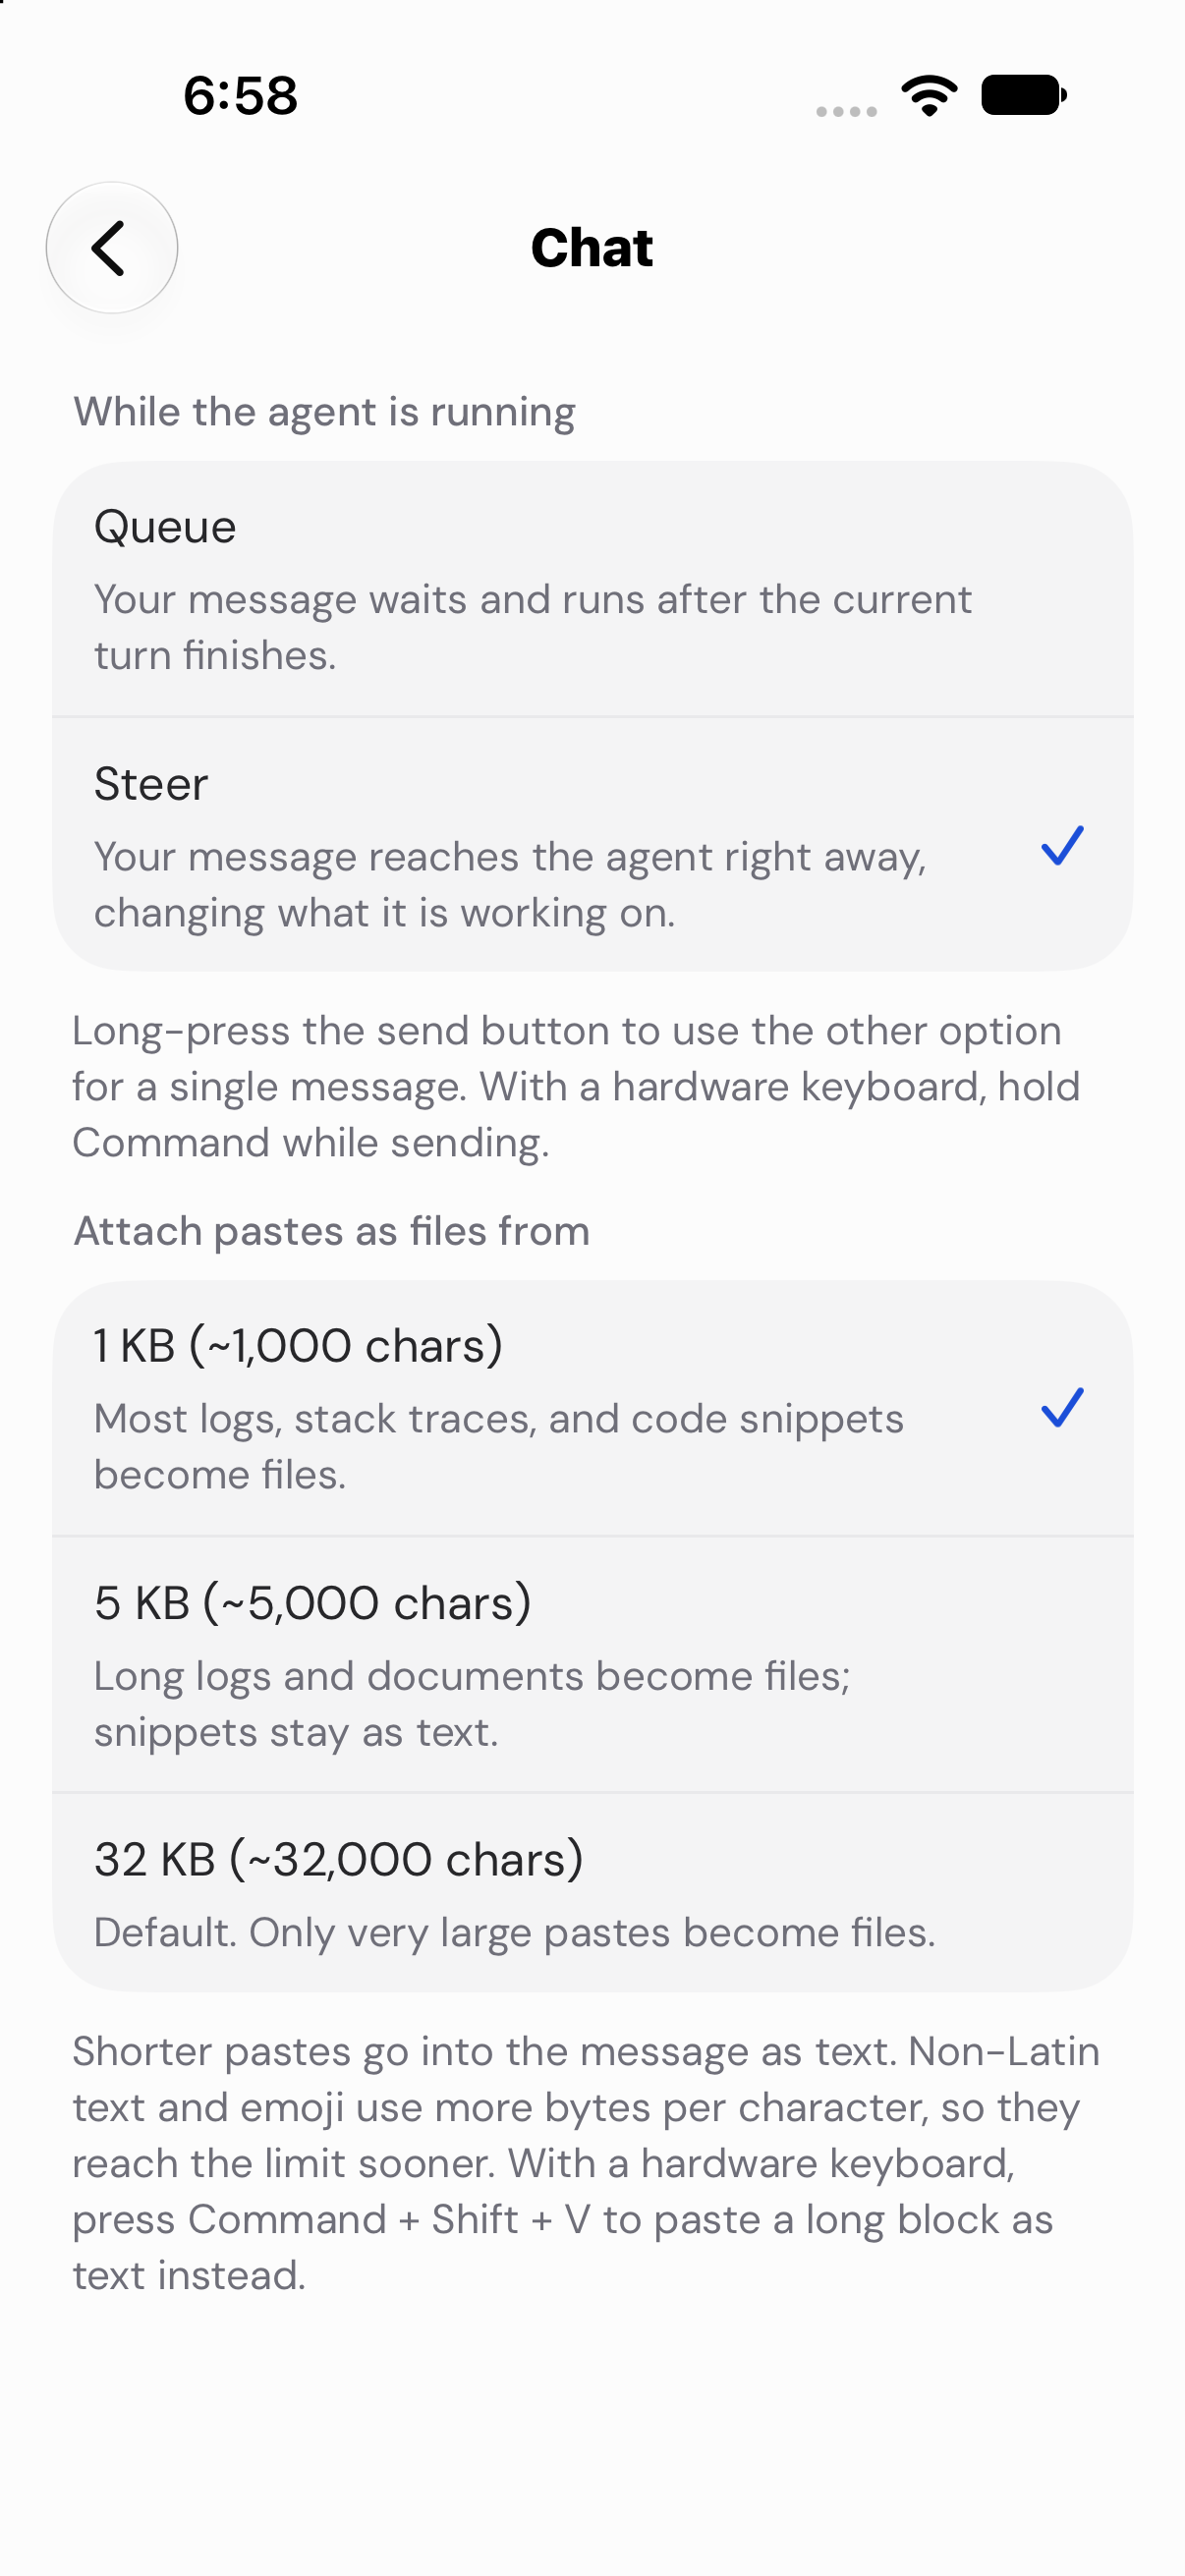 6:58
Chat
While the agent is running
Queue
Your message waits and runs after the current
turn finishes.
Steer
Your message reaches the agent right away,
changing what it is working on.
Long-press the send button to use the other option
for a single message. With a hardware keyboard, hold
Command while sending.
Attach pastes as files from
1 KB (~1,000 chars)
Most logs, stack traces, and code snippets
become files.
5 KB (~5,000 chars)
Long logs and documents become files;
snippets stay as text.
32 KB (~32,000 chars)
Default. Only very large pastes become files.
Shorter pastes go into the message as text. Non-Latin
text and emoji use more bytes per character, so they
reach the limit sooner. With a hardware keyboard,
press Command + Shift + V to paste a long block as
text instead.